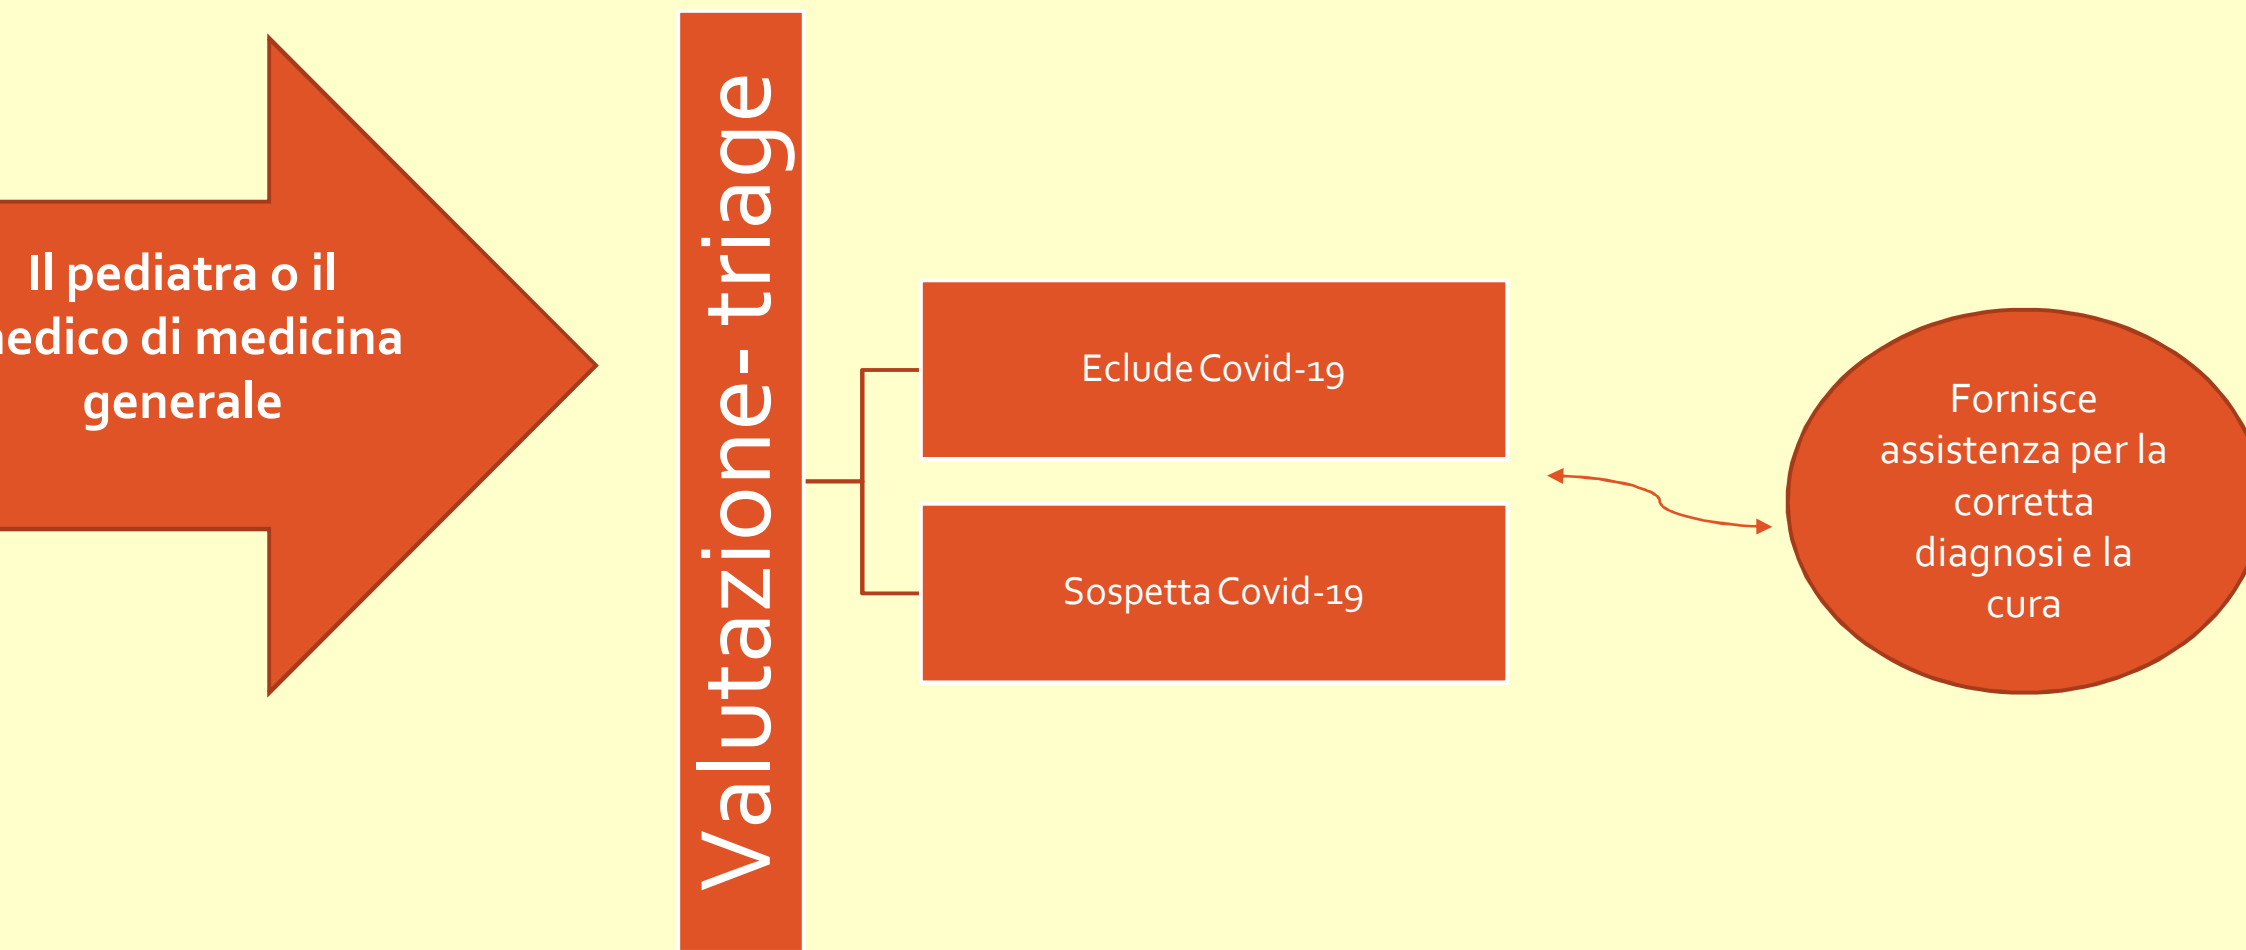 Il pediatra o il
medico di medicina
generale
Valutazione- triage
Eclude Covid-19
Sospetta Covid-19
Fornisce
assistenza per la
corretta
diagnosi e la
cura